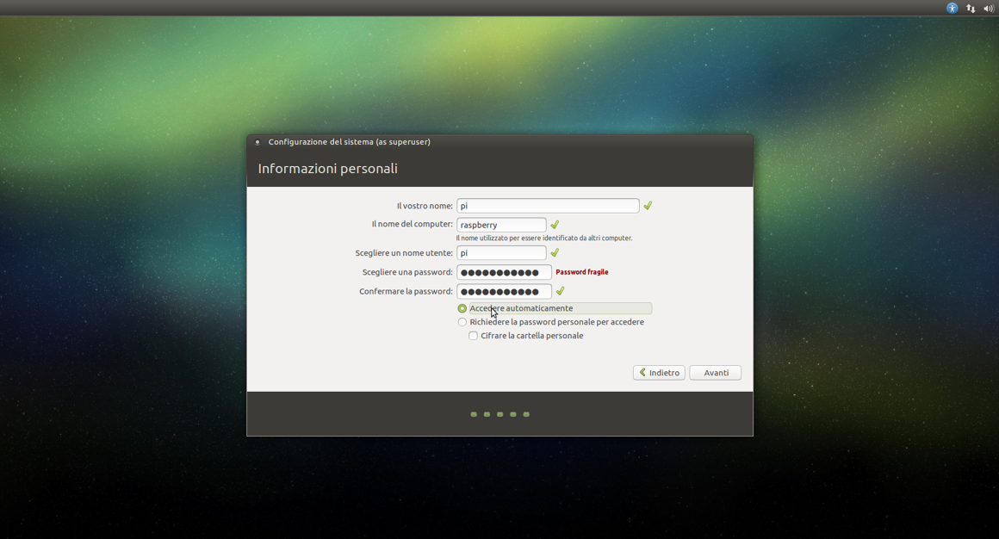 Configurazione del sistema (as superuser)
Informazioni personali
Il vostro nome: pi
Il nome del computer: raspberry
Il nome utilizzato per essere identificato da altri computer.
Scegliere un nome utente: pi
Scegliere una password: ●●●●●●●●●●● Password fragile
Confermare la password: ●●●●●●●●●●●
Accedere automaticamente
Richiedere la password personale per accedere
Cifrare la cartella personale
Indietro Avanti